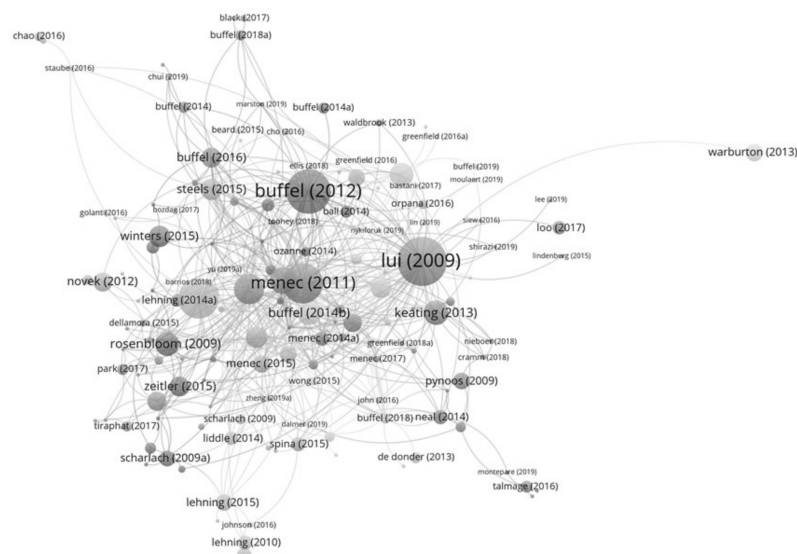 black (2017)
chao (2016)
buffel (2018a)
staube (2016)
chui (2019)
buffel (2014)
marston (2019)
buffel (2014a)
beard (2015)
cho (2016)
waldbrook (2013)
greenfield (2016a)
warburton (2013)
buffel (2016)
ellis (2018)
greenfield (2016)
buffel (2019)
steels (2015)
buffel (2012)
bastani (2017)
moulaert (2019)
golant (2016)
bozdag (2017)
ball (2014)
orpana (2016)
lee (2019)
toohey (2018)
siew (2016)
loo (2017)
winters (2015)
lin (2019)
ozanne (2014)
shirazi (2019)
lindenberg (2015)
lui (2009)
yu (2019a)
novek (2012)
barrios (2018)
menec (2011)
lehning (2014a)
buffel (2014b)
keating (2013)
dellamora (2015)
rosenbloom (2009)
menec (2014a)
greenfield (2018a)
nieboer (2018)
menec (2015)
menec (2017)
cramm (2018)
park (2017)
zeitler (2015)
wong (2015)
pynoos (2009)
zheng (2019a)
john (2016)
tiraphat (2017)
scharlach (2009)
dalmer (2019)
buffel (2018)
neal (2014)
liddle (2014)
spina (2015)
scharlach (2009a)
de donder (2013)
montepare (2019)
talmage (2016)
lehning (2015)
johnson (2016)
lehning (2010)